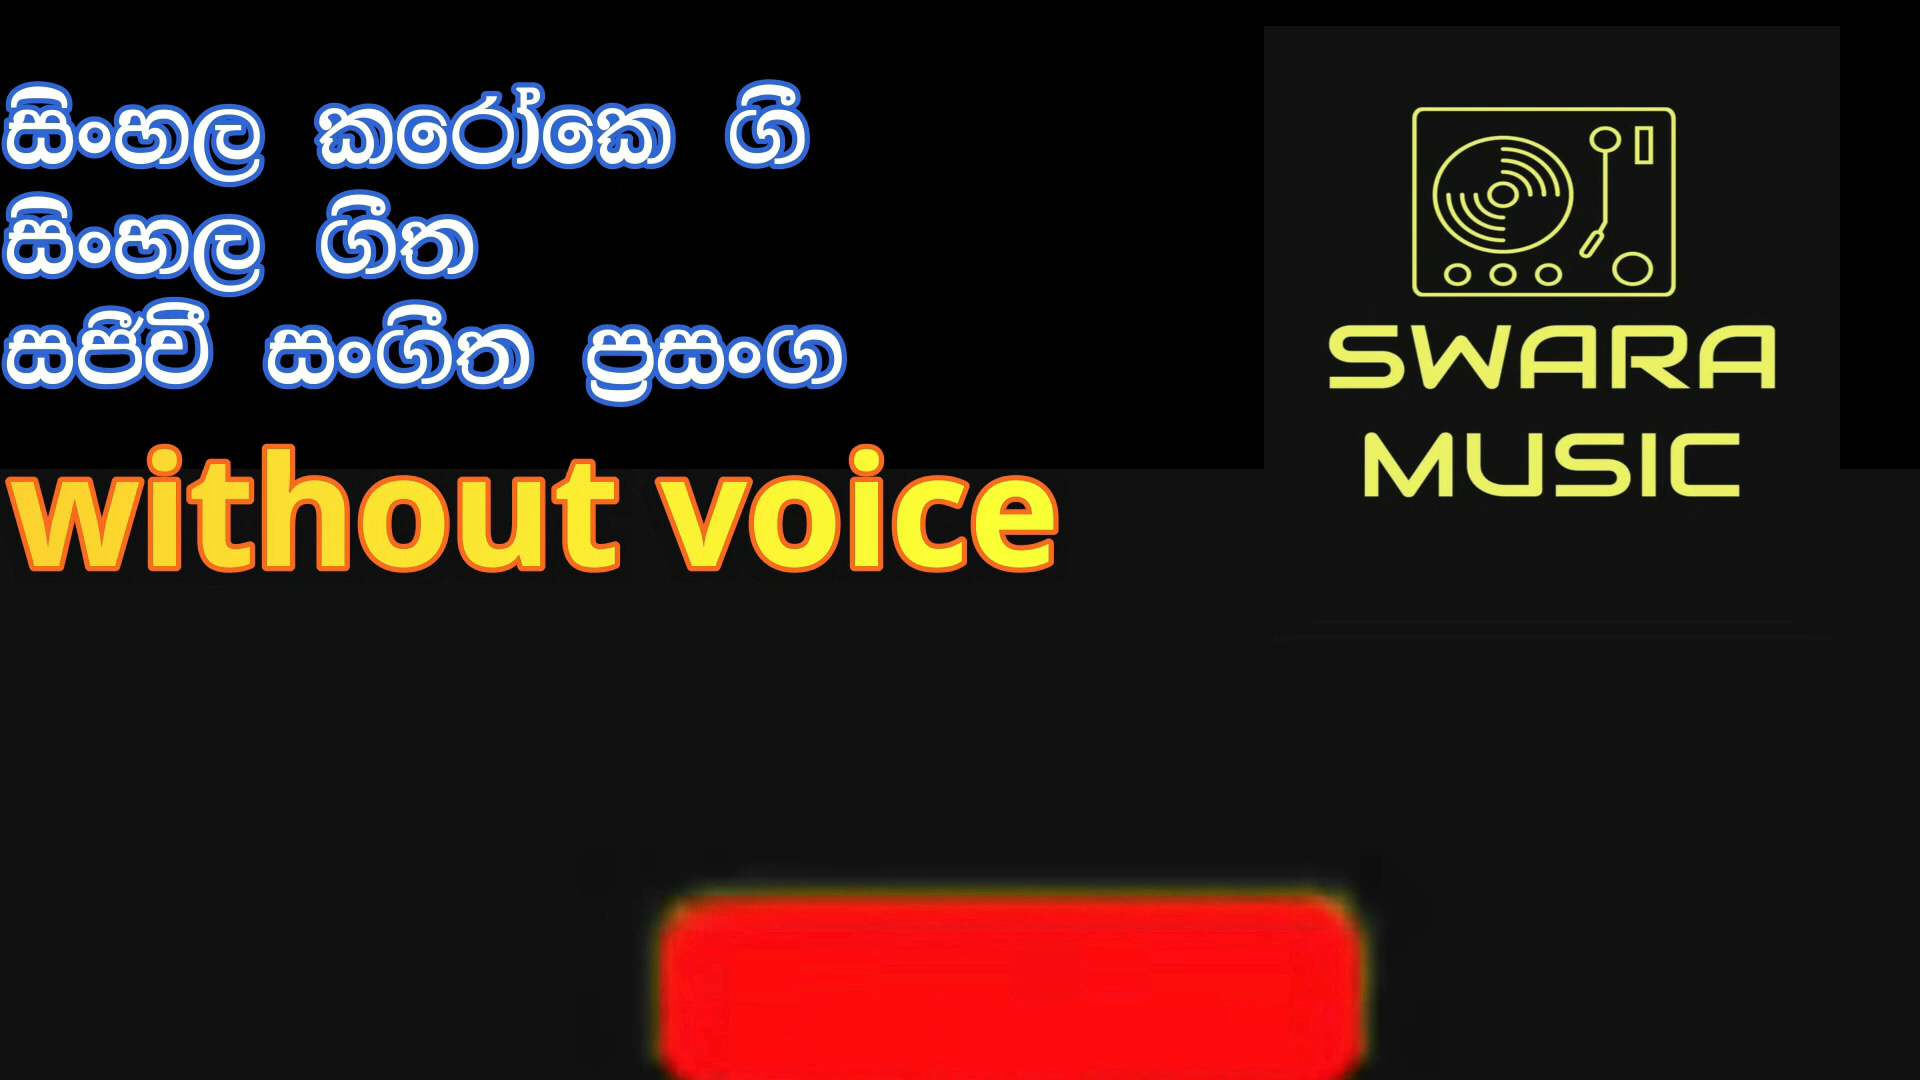 සිංහල කරෝකෙ ගී
සිංහල ගීත
සජීවී සංගීත ප්‍රසංග
without voice
SWARA
MUSIC